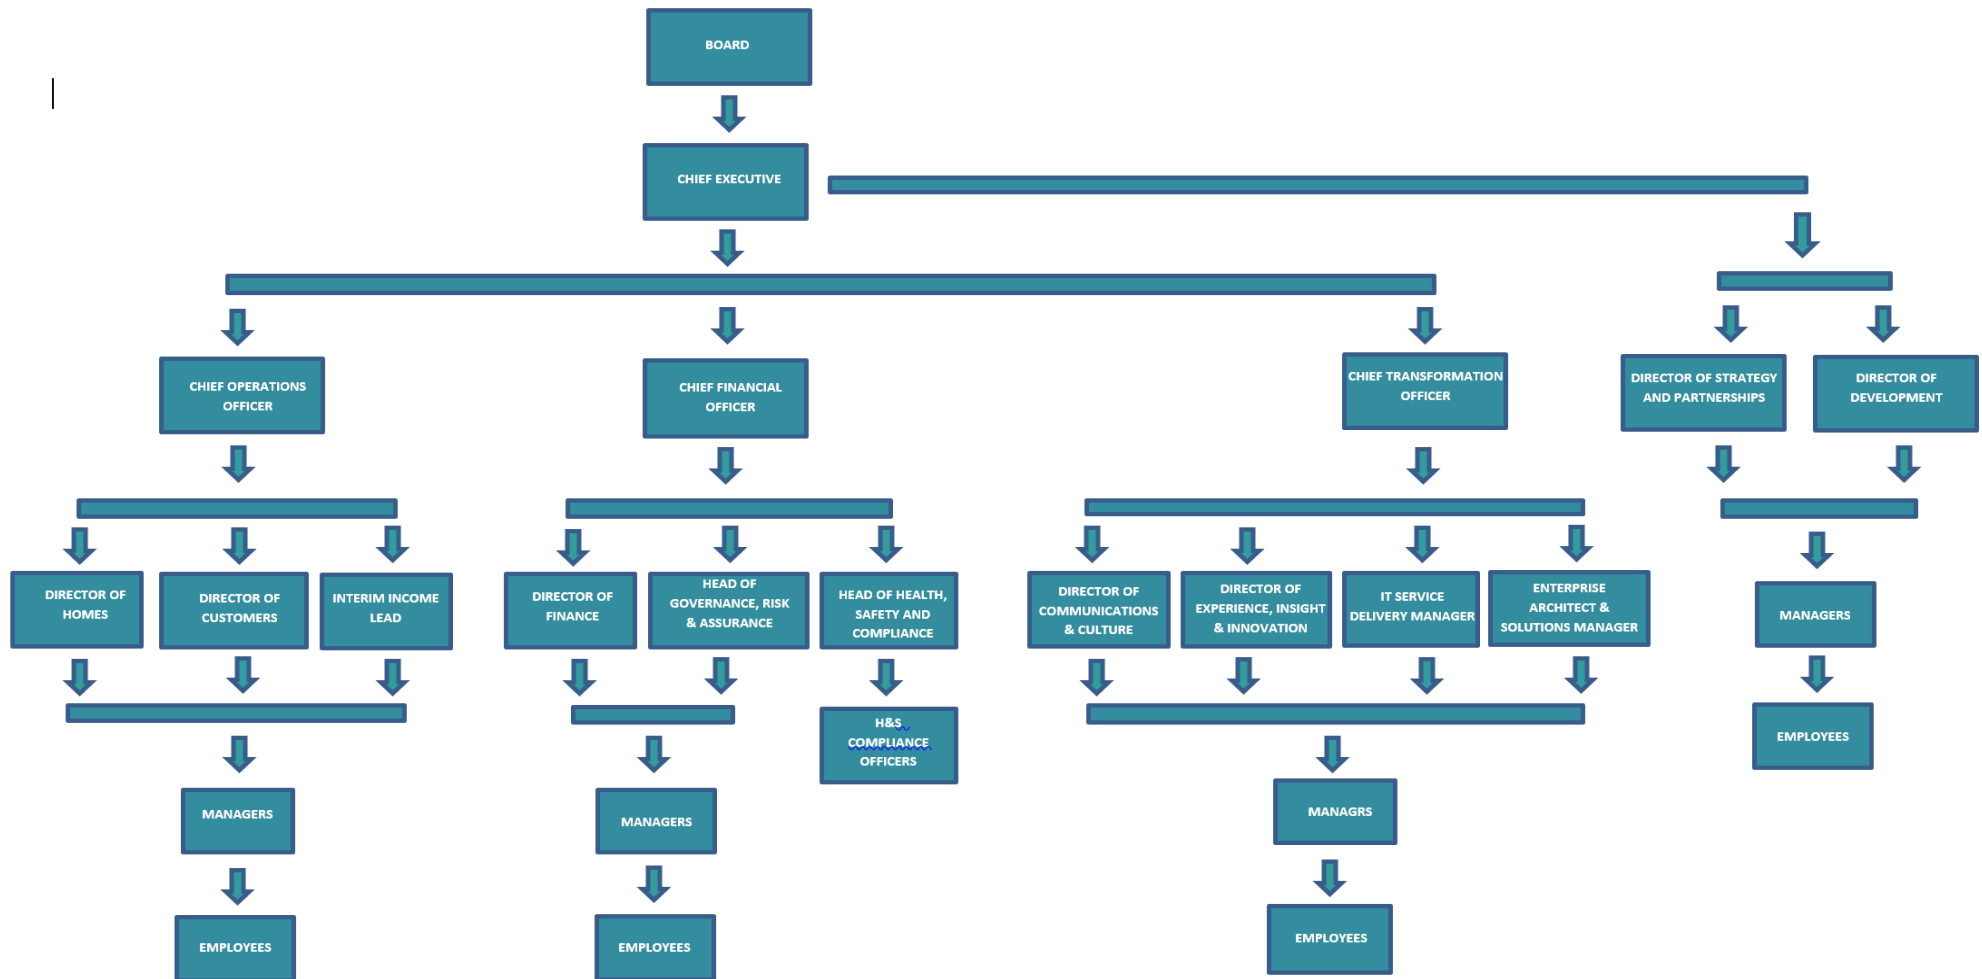 BOARD
CHIEF EXECUTIVE
CHIEF OPERATIONS
OFFICER
CHIEF FINANCIAL
OFFICER
CHIEF TRANSFORMATION
OFFICER
DIRECTOR OF STRATEGY
AND PARTNERSHIPS
DIRECTOR OF
DEVELOPMENT
DIRECTOR OF
HOMES
DIRECTOR OF
CUSTOMERS
INTERIM INCOME
LEAD
DIRECTOR OF
FINANCE
HEAD OF
GOVERNANCE, RISK
& ASSURANCE
HEAD OF HEALTH,
SAFETY AND
COMPLIANCE
DIRECTOR OF
COMMUNICATIONS
& CULTURE
DIRECTOR OF
EXPERIENCE, INSIGHT
& INNOVATION
IT SERVICE
DELIVERY MANAGER
ENTERPRISE
ARCHITECT &
SOLUTIONS MANAGER
MANAGERS
H&S
COMPLIANCE
OFFICERS
EMPLOYEES
MANAGERS
MANAGERS
MANAGRS
EMPLOYEES
EMPLOYEES
EMPLOYEES